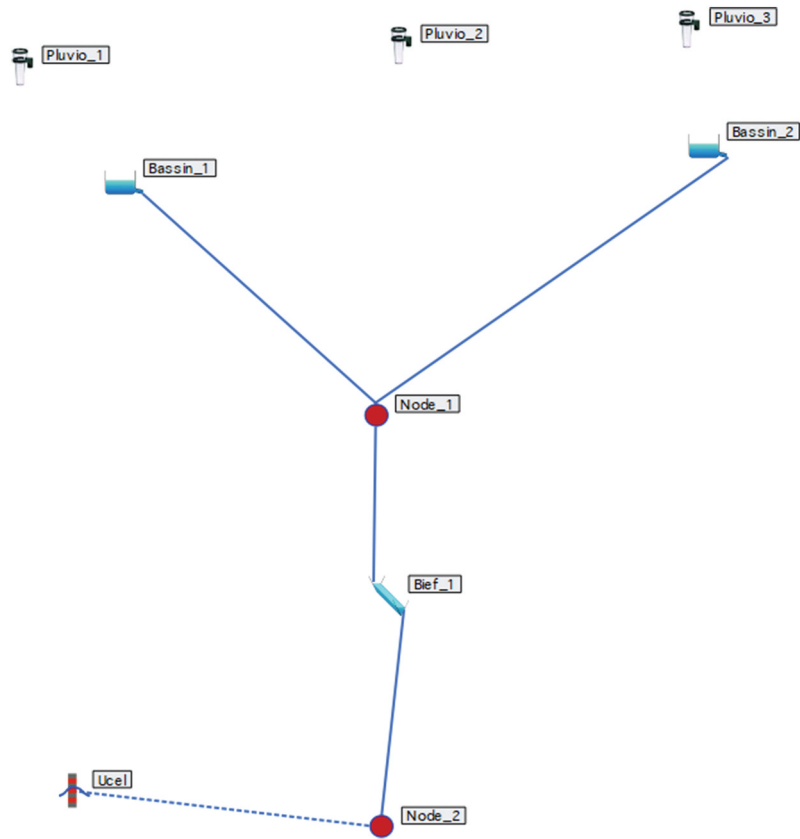 Pluvio_1
Pluvio_2
Pluvio_3
Bassin_1
Bassin_2
Node_1
Bief_1
Ucel
Node_2